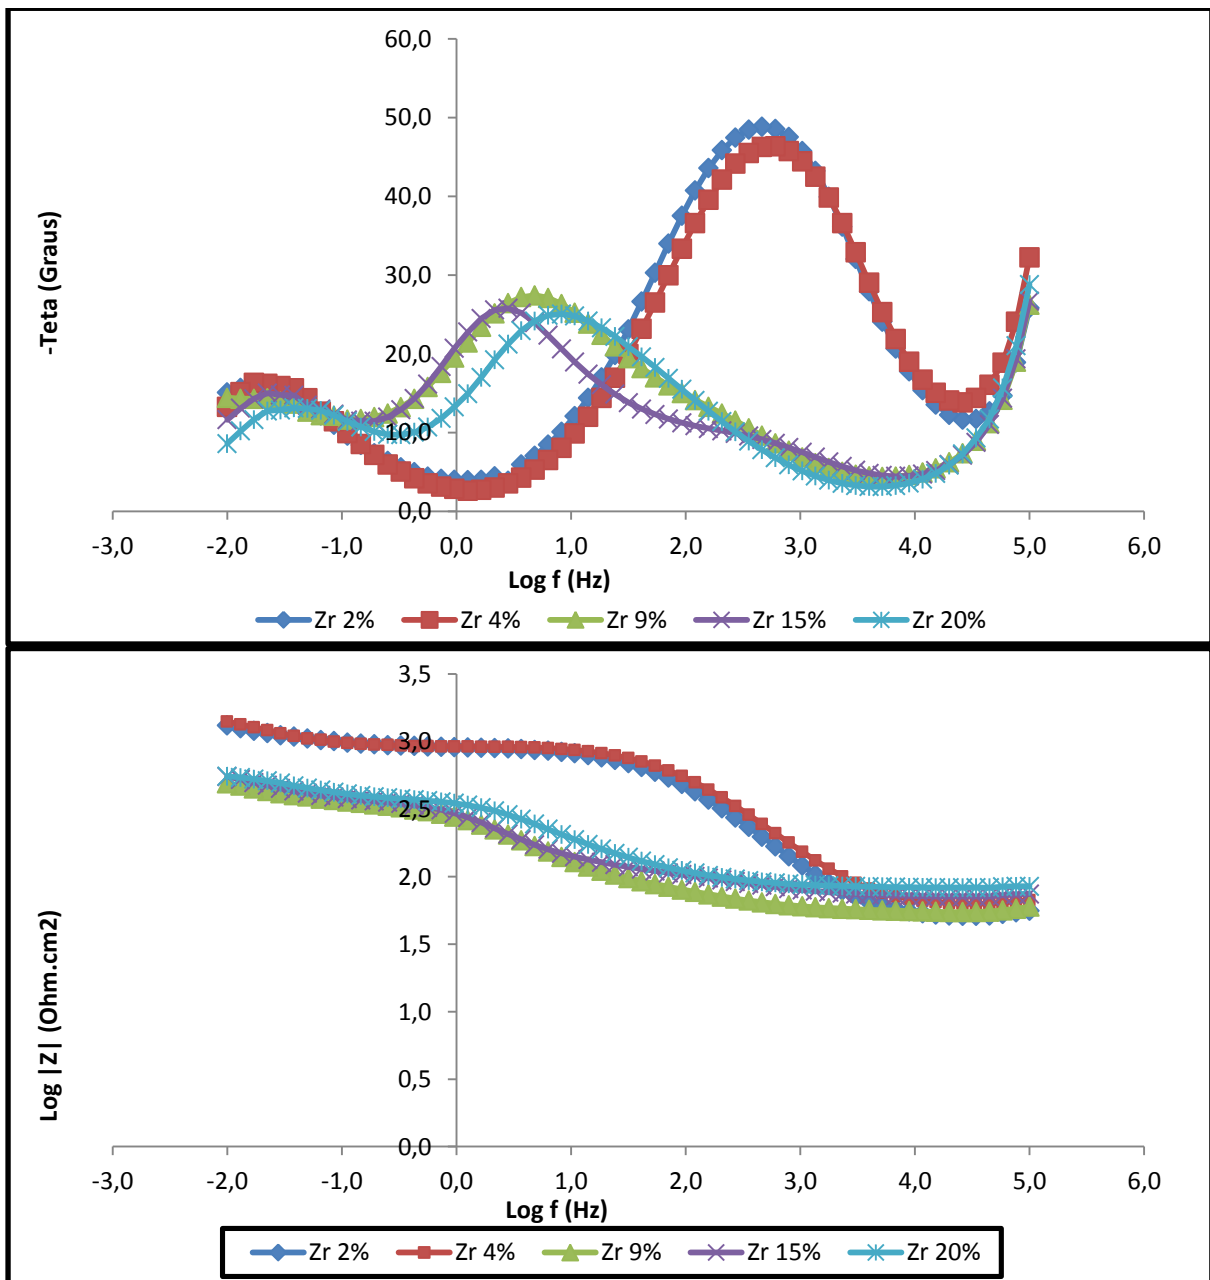 60,0
50,0
40,0
30,0
20,0
10,0
0,0
-Teta (Graus)
-3,0 -2,0 -1,0 0,0 1,0 2,0 3,0 4,0 5,0 6,0
Log f (Hz)
Zr 2% Zr 4% Zr 9% Zr 15% Zr 20%
3,5
3,0
2,5
2,0
1,5
1,0
0,5
0,0
Log |Z| (Ohm.cm2)
-3,0 -2,0 -1,0 0,0 1,0 2,0 3,0 4,0 5,0 6,0
Log f (Hz)
Zr 2% Zr 4% Zr 9% Zr 15% Zr 20%